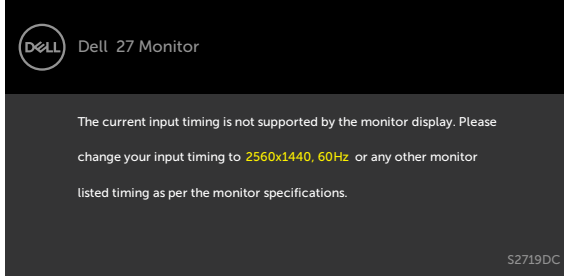 DELL
Dell 27 Monitor
The current input timing is not supported by the monitor display. Please
change your input timing to 2560x1440, 60Hz or any other monitor
listed timing as per the monitor specifications.
S2719DC